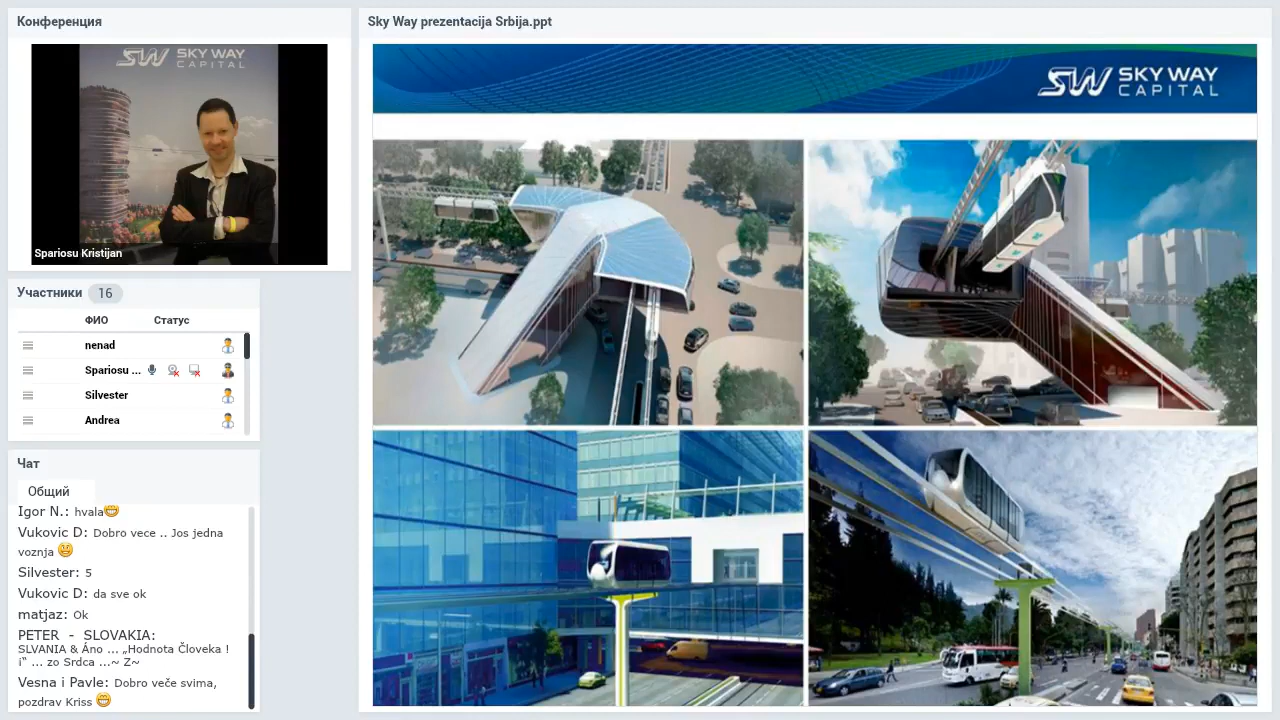 Конференция
SKY WAY
CAPITAL
Spariosu Kristijan
Участники 16
ФИО Статус
nenad
Spariosu ...
Silvester
Andrea
Чат
Общий
Igor N.: hvala
Vukovic D: Dobro vece .. Jos jedna
voznja
Silvester: 5
Vukovic D: da sve ok
matjaz: Ok
PETER - SLOVAKIA:
SLVANIA & Áno ... „Hodnota Človeka !
i“ ... zo Srdca ...~ Z~
Vesna i Pavle: Dobro veče svima,
pozdrav Kriss
Sky Way prezentacija Srbija.ppt
SW SKY WAY
CAPITAL